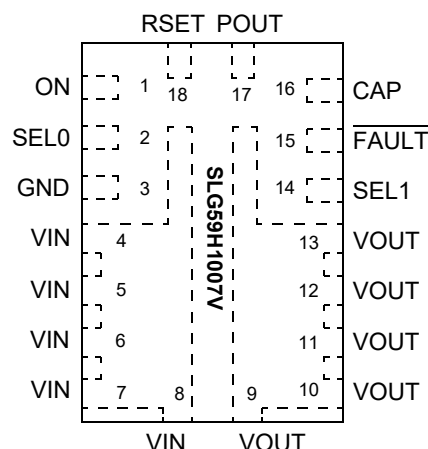 RSET POUT
ON 1 18 17 16 CAP
SEL0 2 15 FAULT
GND 3 14 SEL1
SLG59H1007V
VIN 4 13 VOUT
VIN 5 12 VOUT
VIN 6 11 VOUT
VIN 7 8 9 10 VOUT
VIN VOUT